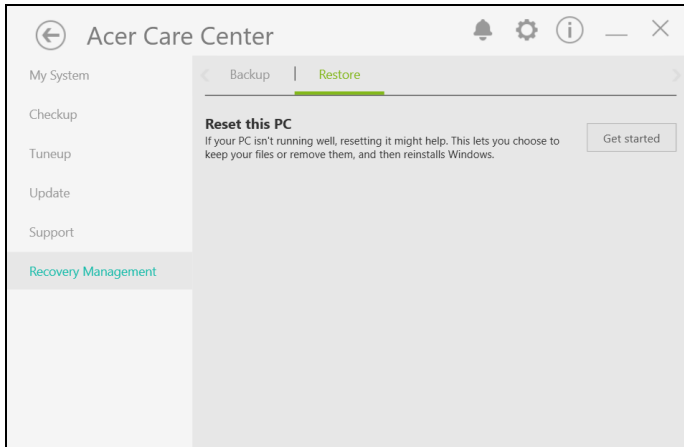 Acer Care Center
My System
Checkup
Tuneup
Update
Support
Recovery Management
Backup | Restore
Reset this PC
If your PC isn't running well, resetting it might help. This lets you choose to
keep your files or remove them, and then reinstalls Windows.
Get started